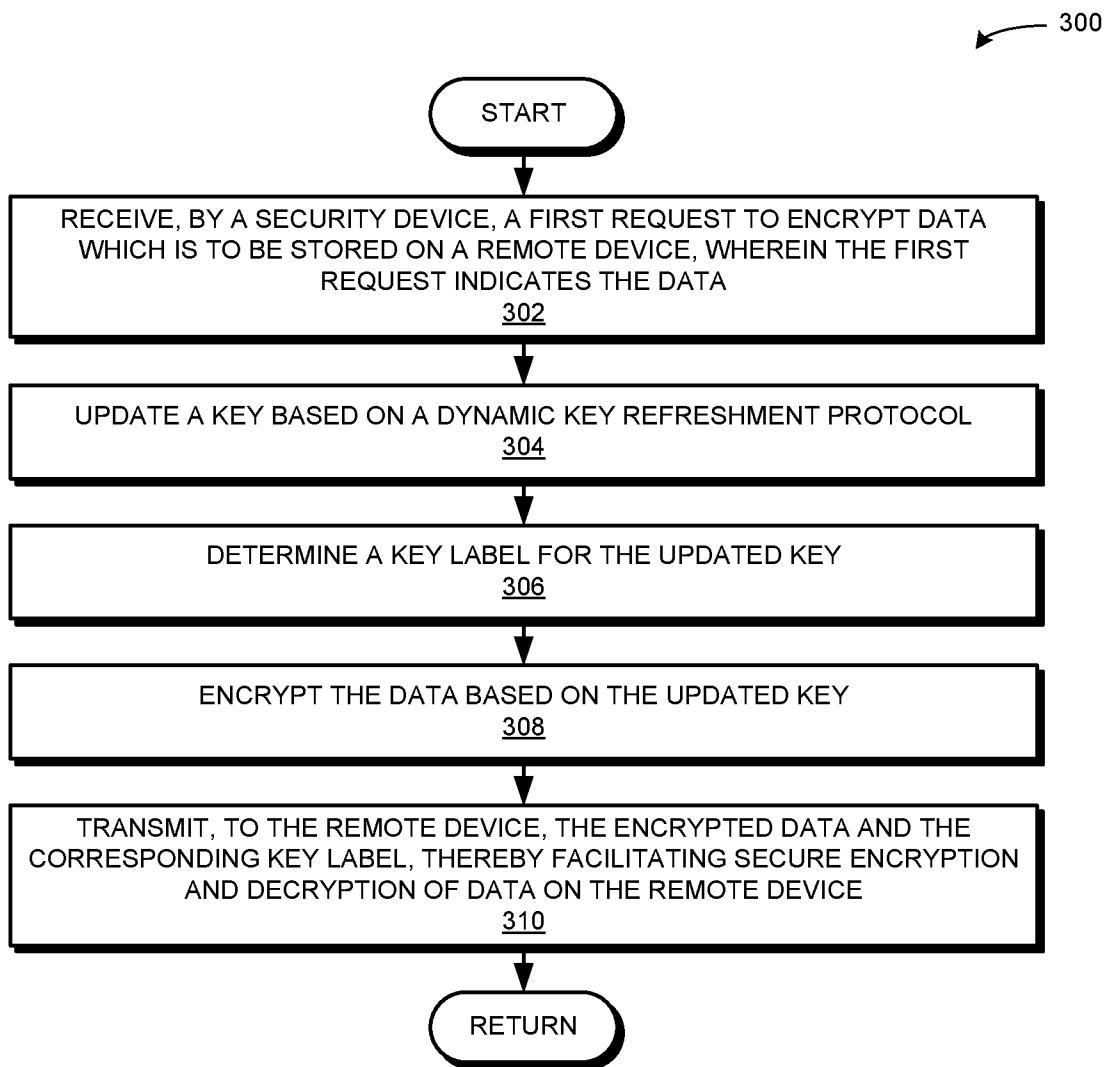 300
START
RECEIVE, BY A SECURITY DEVICE, A FIRST REQUEST TO ENCRYPT DATA
WHICH IS TO BE STORED ON A REMOTE DEVICE, WHEREIN THE FIRST
REQUEST INDICATES THE DATA
302
UPDATE A KEY BASED ON A DYNAMIC KEY REFRESHMENT PROTOCOL
304
DETERMINE A KEY LABEL FOR THE UPDATED KEY
306
ENCRYPT THE DATA BASED ON THE UPDATED KEY
308
TRANSMIT, TO THE REMOTE DEVICE, THE ENCRYPTED DATA AND THE
CORRESPONDING KEY LABEL, THEREBY FACILITATING SECURE ENCRYPTION
AND DECRYPTION OF DATA ON THE REMOTE DEVICE
310
RETURN